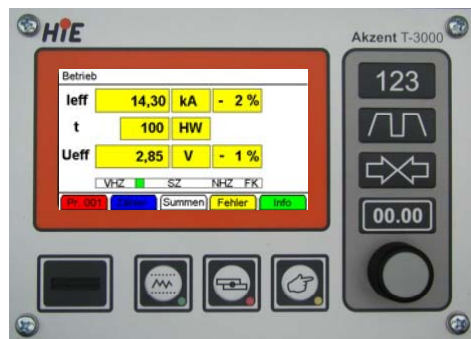 HIE
Akzent T-3000
Betrieb
Ieff 14,30 kA - 2 %
t 100 HW
Ueff 2,85 V - 1 %
VHZ SZ NHZ FK
Pr. 001 Summen Fehler Info
123
00.00